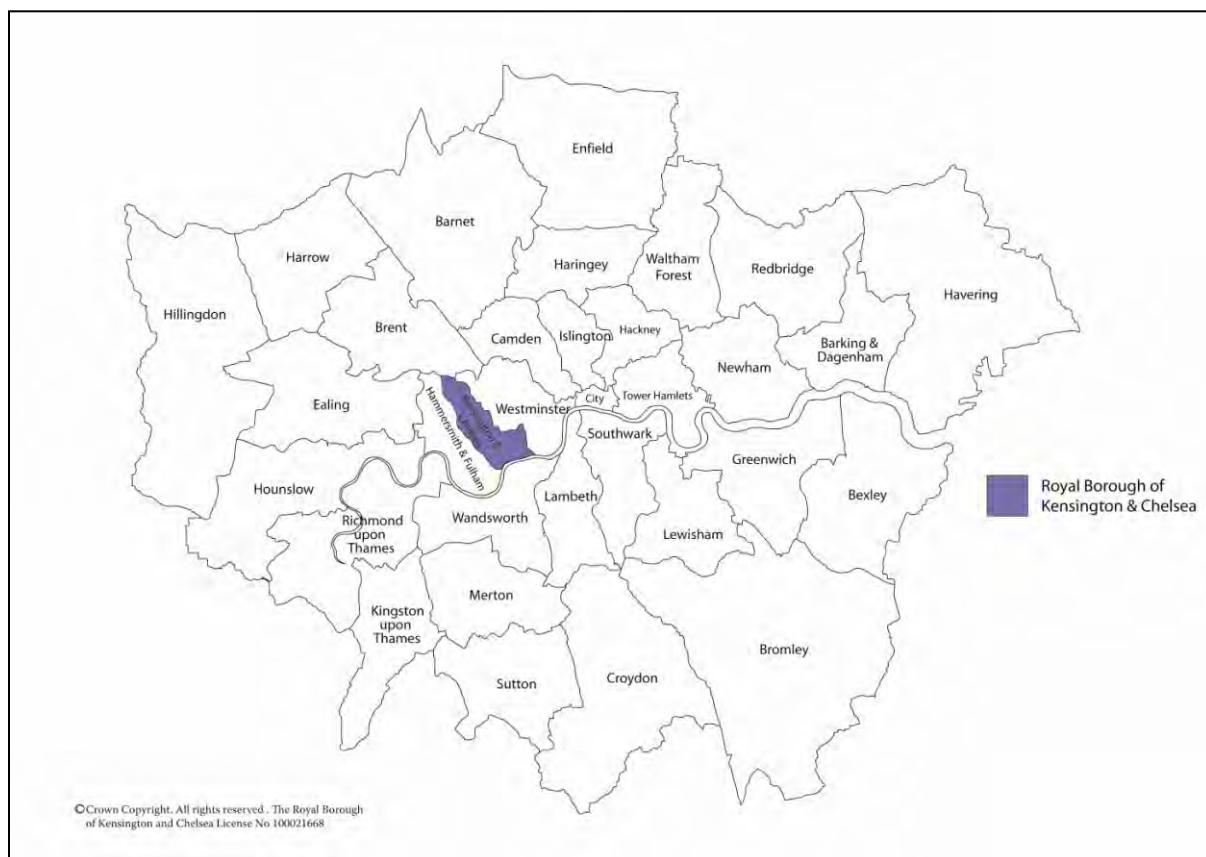 Enfield
Barnet
Harrow
Haringey
Waltham
Forest
Redbridge
Havering
Hillingdon
Brent
Camden
Islington
Hackney
Barking &
Dagenham
Newham
Ealing
Hammersmith & Fulham
Kensington &
Chelsea
Westminster
City
Tower Hamlets
Southwark
Greenwich
Bexley
Hounslow
Richmond
upon
Thames
Wandsworth
Lambeth
Lewisham
Royal Borough of
Kensington & Chelsea
Merton
Kingston
upon
Thames
Sutton
Croydon
Bromley
©Crown Copyright. All rights reserved . The Royal Borough
of Kensington and Chelsea License No 100021668